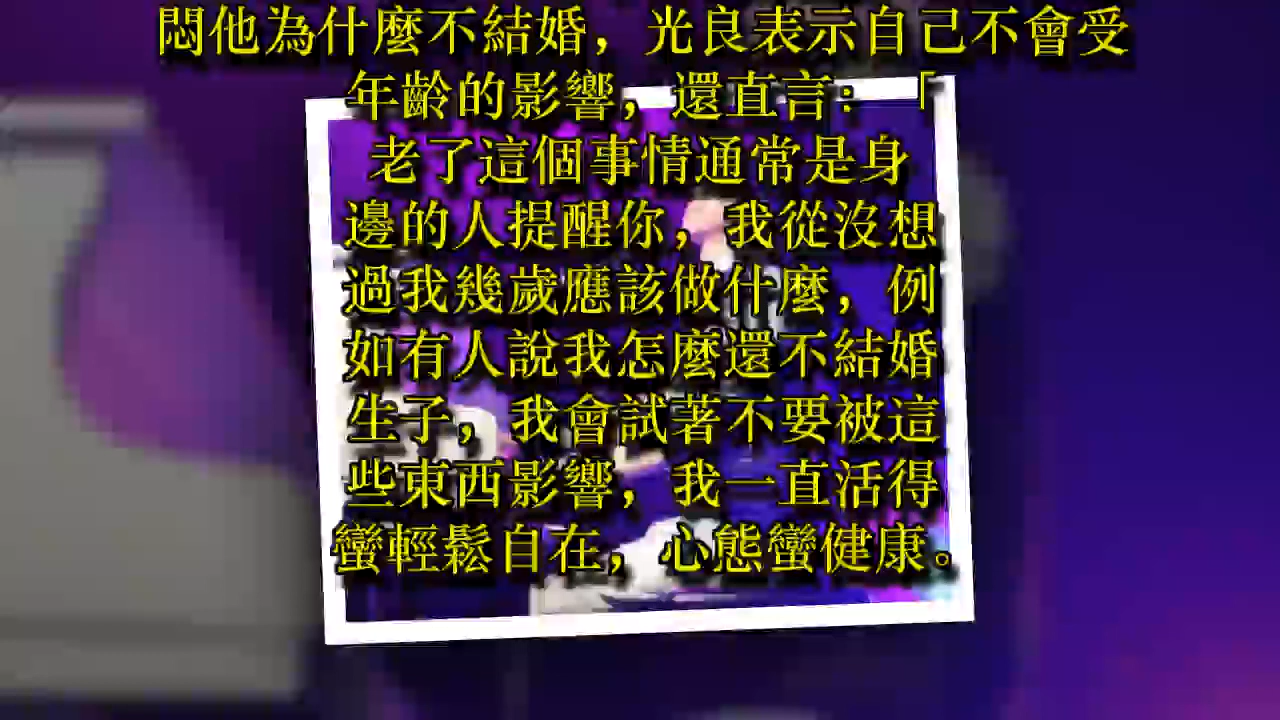 悶他為什麼不結婚，光良表示自己不會受
年齡的影響，還直言：「
老了這個事情通常是身
邊的人提醒你，我從沒想
過我幾歲應該做什麼，例
如有人說我怎麼還不結婚
生子，我會試著不要被這
些東西影響，我一直活得
蠻輕鬆自在，心態蠻健康。